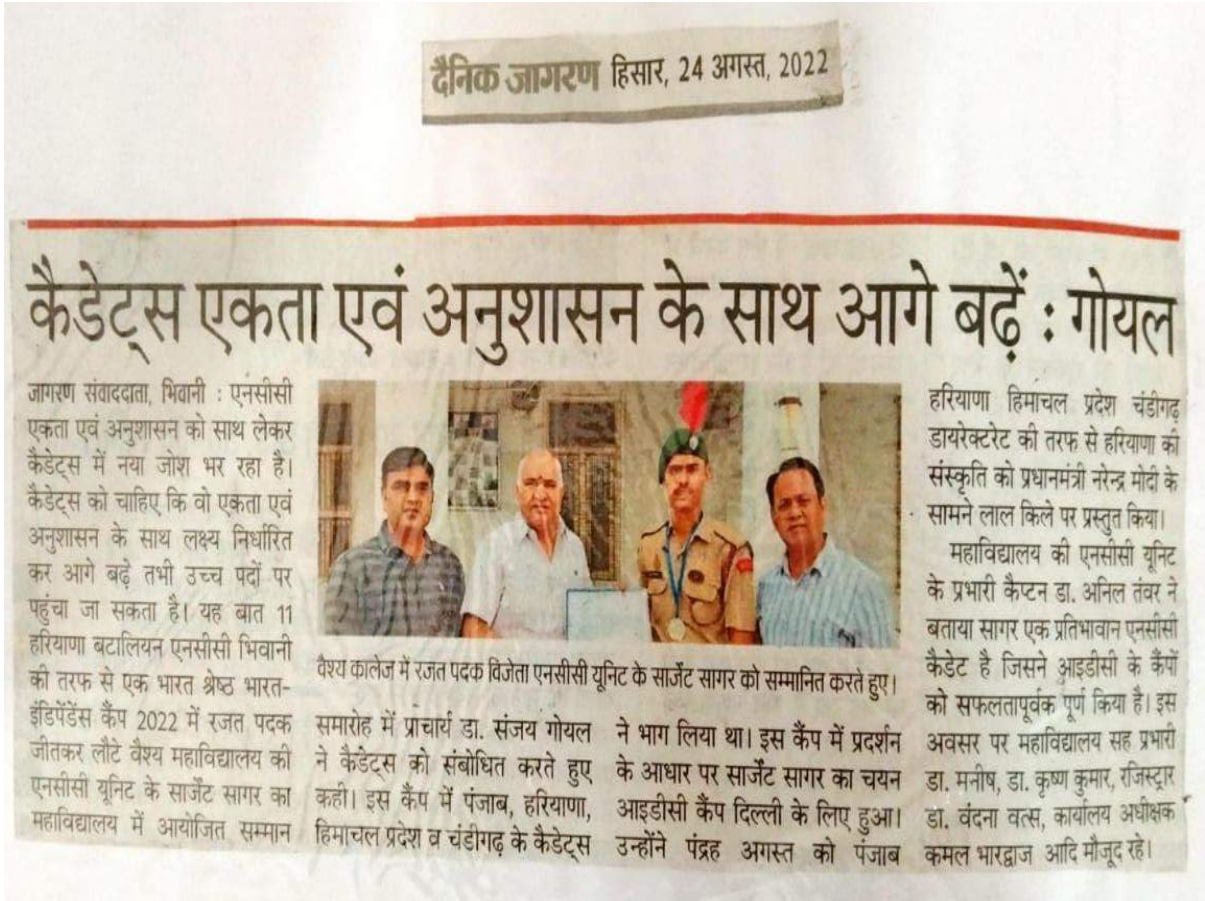 दैनिक जागरण हिसार, 24 अगस्त, 2022
कैडेट्स एकता एवं अनुशासन के साथ आगे बढ़ें : गोयल
जागरण संवाददाता, भिवानी : एनसीसी
एकता एवं अनुशासन को साथ लेकर
कैडेट्स में नया जोश भर रहा है।
कैडेट्स को चाहिए कि वो एकता एवं
अनुशासन के साथ लक्ष्य निर्धारित
कर आगे बढ़े तभी उच्च पदों पर
पहुंचा जा सकता है। यह बात 11
हरियाणा बटालियन एनसीसी भिवानी
की तरफ से एक भारत श्रेष्ठ भारत-
इंडिपेंडेंस कैंप 2022 में रजत पदक
जीतकर लौटे वैश्य महाविद्यालय की
एनसीसी यूनिट के सार्जेंट सागर का
महाविद्यालय में आयोजित सम्मान
वैश्य कालेज में रजत पदक विजेता एनसीसी यूनिट के सार्जेंट सागर को सम्मानित करते हुए।
समारोह में प्राचार्य डा. संजय गोयल
ने कैडेट्स को संबोधित करते हुए
कही। इस कैंप में पंजाब, हरियाणा,
हिमाचल प्रदेश व चंडीगढ़ के कैडेट्स
ने भाग लिया था। इस कैंप में प्रदर्शन
के आधार पर सार्जेंट सागर का चयन
आइडीसी कैंप दिल्ली के लिए हुआ।
उन्होंने पंद्रह अगस्त को पंजाब
हरियाणा हिमाचल प्रदेश चंडीगढ़
डायरेक्टरेट की तरफ से हरियाणा की
संस्कृति को प्रधानमंत्री नरेन्द्र मोदी के
सामने लाल किले पर प्रस्तुत किया।
महाविद्यालय की एनसीसी यूनिट
के प्रभारी कैप्टन डा. अनिल तंवर ने
बताया सागर एक प्रतिभावान एनसीसी
कैडेट है जिसने आइडीसी के कैंपों
को सफलतापूर्वक पूर्ण किया है। इस
अवसर पर महाविद्यालय सह प्रभारी
डा. मनीष, डा. कृष्ण कुमार, रजिस्ट्रार
डा. वंदना वत्स, कार्यालय अधीक्षक
कमल भारद्वाज आदि मौजूद रहे।